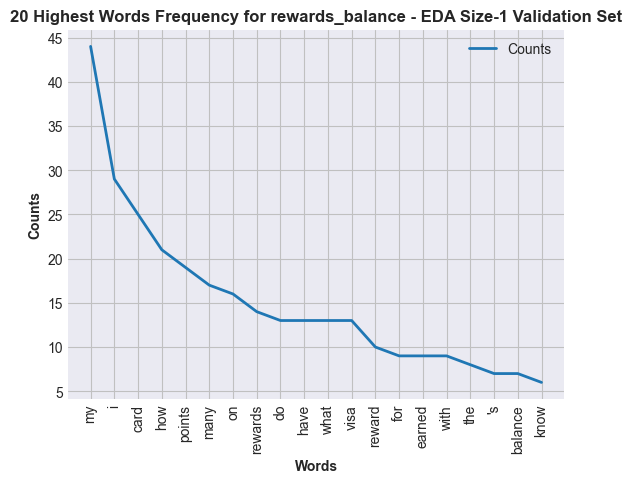 20 Highest Words Frequency for rewards_balance - EDA Size-1 Validation Set
Counts
45
40
35
30
25
20
15
10
5
Counts
my
i
card
how
points
many
on
rewards
do
have
what
visa
reward
for
earned
with
the
's
balance
know
Words